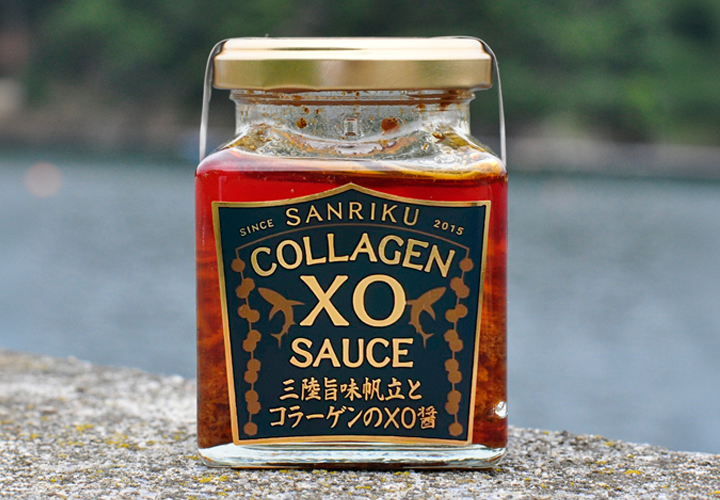 SINCE SANRIKU 2015
COLLAGEN
XO
SAUCE
三陸旨味帆立と
コラーゲンのXO醤